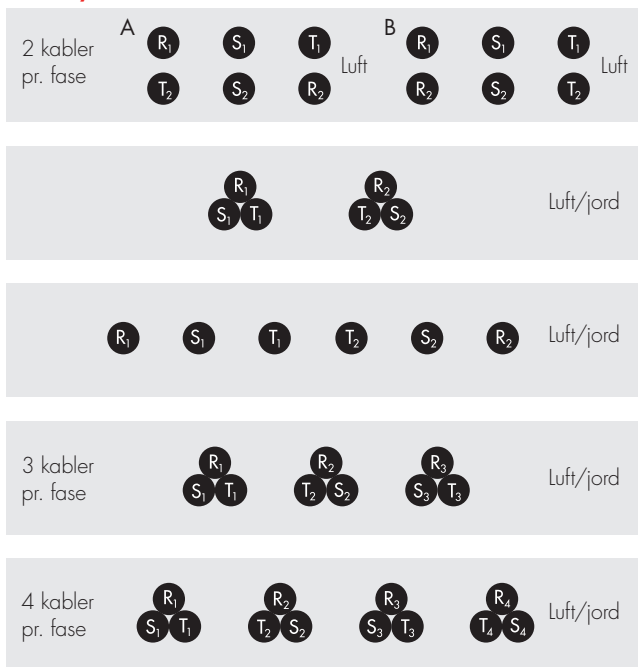 A
B
2 kabler
pr. fase
R₁ S₁ T₁ Luft R₁ S₁ T₁ Luft
T₂ S₂ R₂ R₂ S₂ T₂
R₁ R₂
S₁ T₁ T₂ S₂ Luft/jord
R₁ S₁ T₁ T₂ S₂ R₂ Luft/jord
3 kabler
pr. fase
R₁ R₂ R₃
S₁ T₁ T₂ S₂ S₃ T₃ Luft/jord
4 kabler
pr. fase
R₁ R₂ R₃ R₄
S₁ T₁ T₂ S₂ S₃ T₃ T₄ S₄ Luft/jord